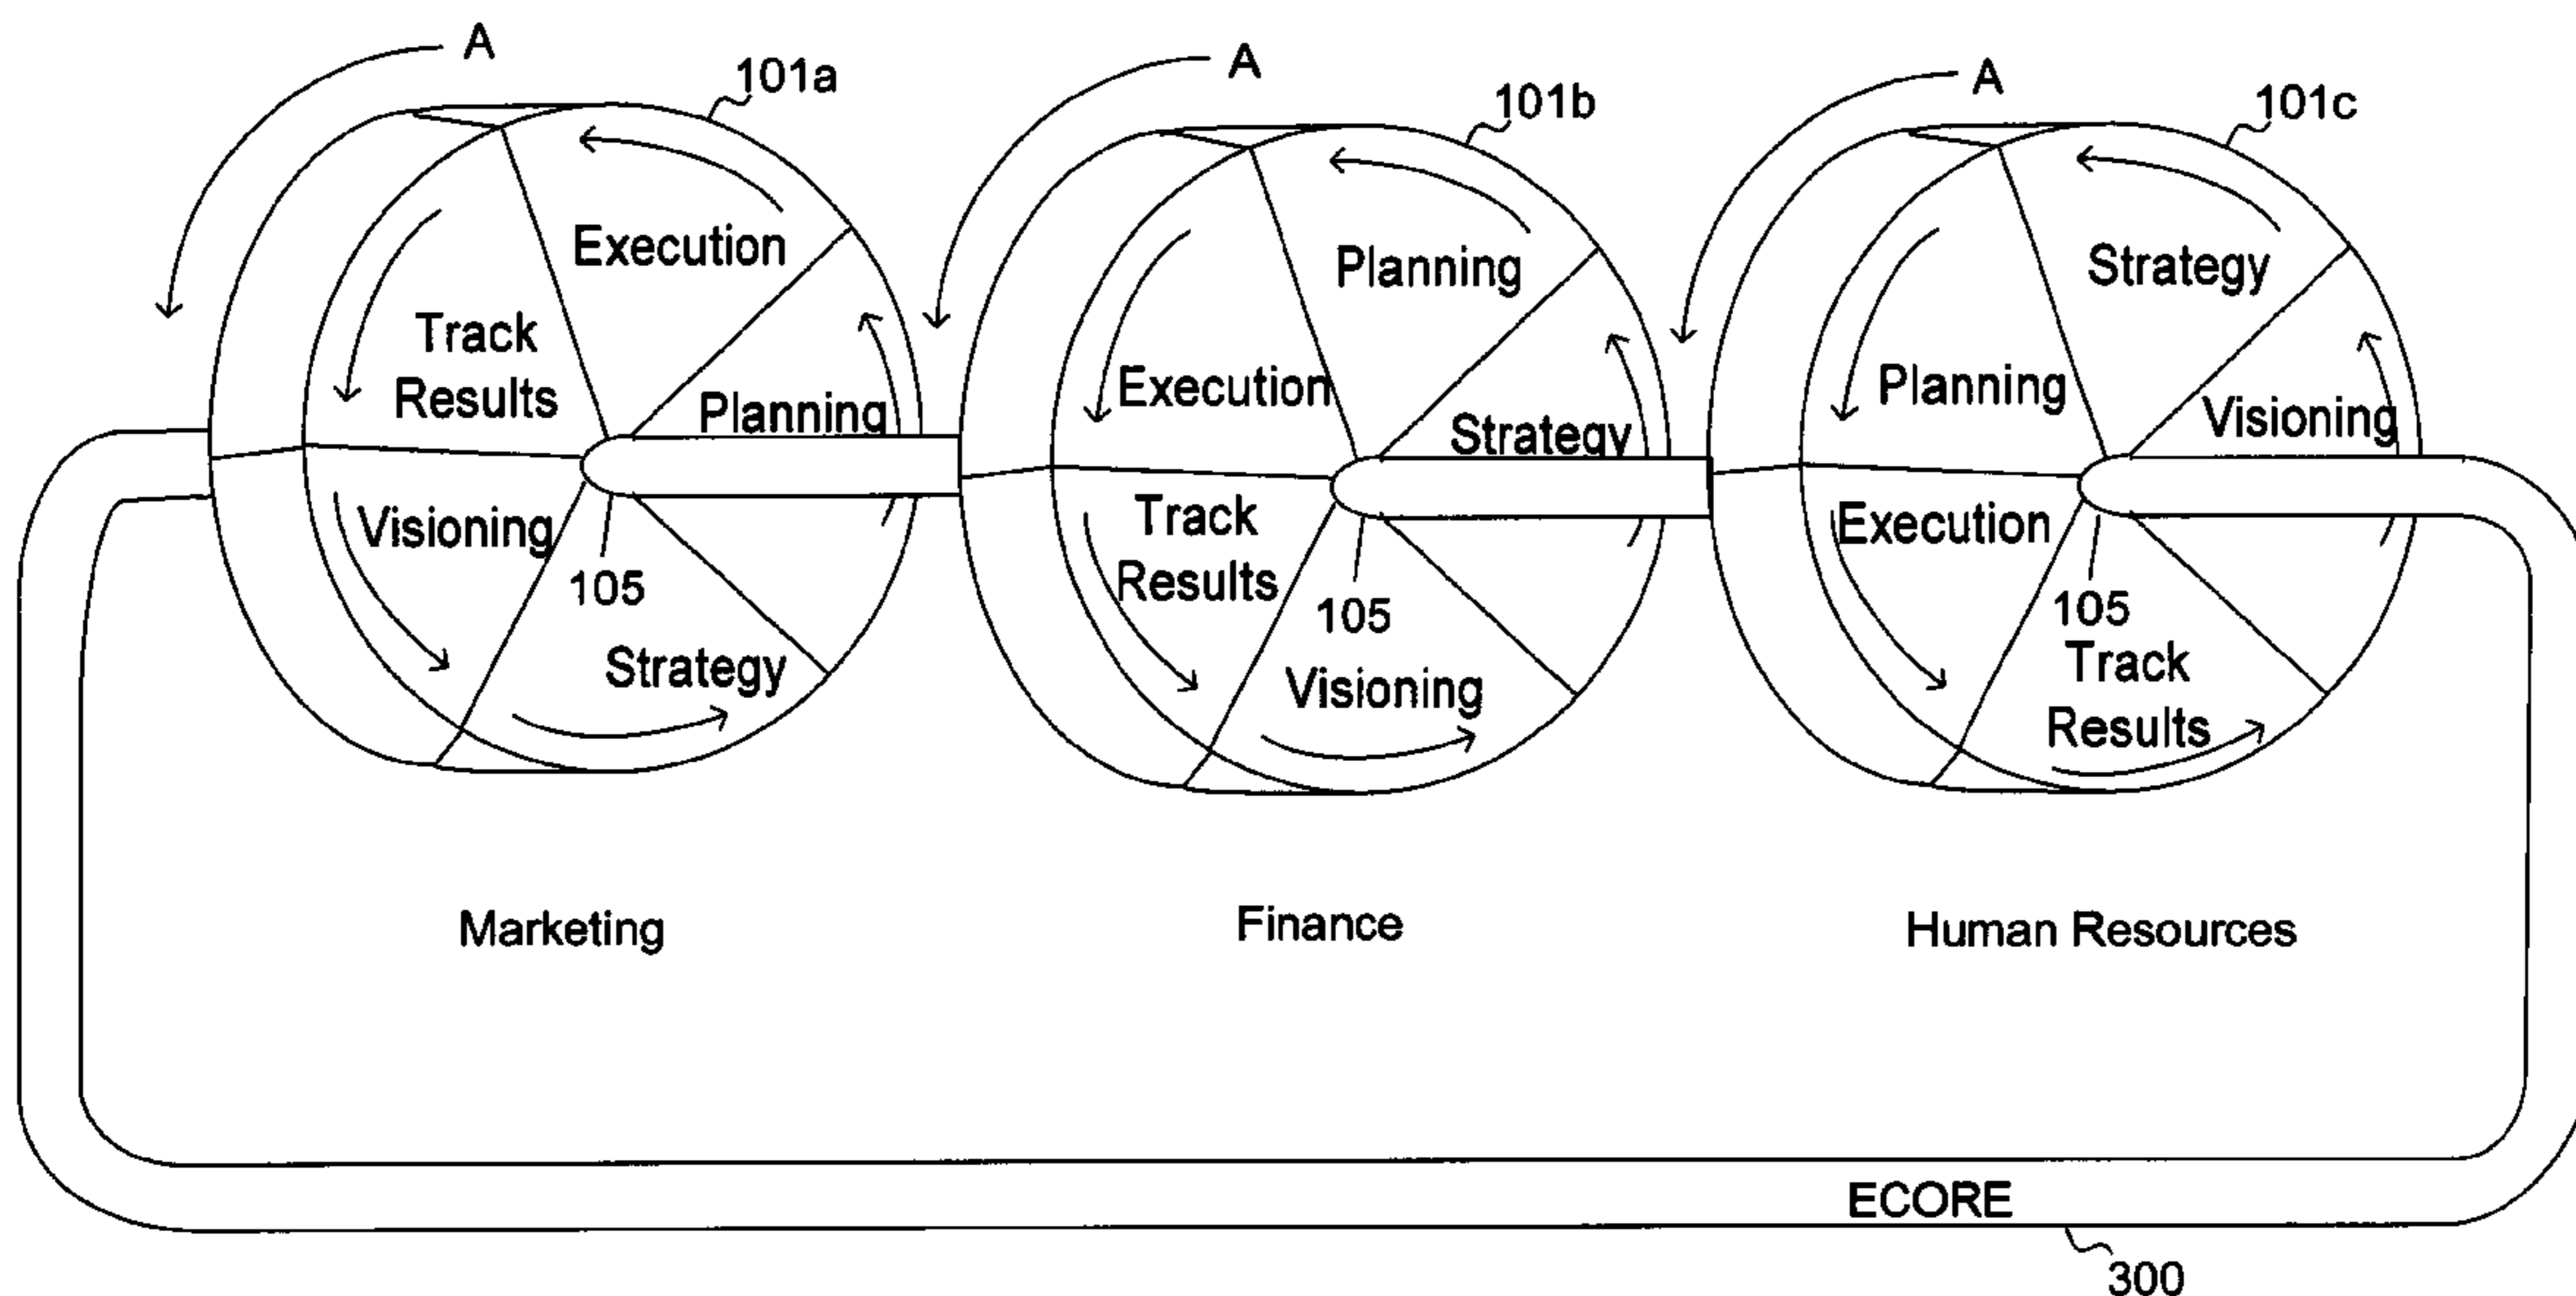 A
101a
Execution
Track
Results
Planning
Visioning
105
Strategy
A
101b
Planning
Execution
Strategy
Track
Results
105
Visioning
A
101c
Strategy
Planning
Visioning
Execution
105
Track
Results
Marketing
Finance
Human Resources
ECORE
300